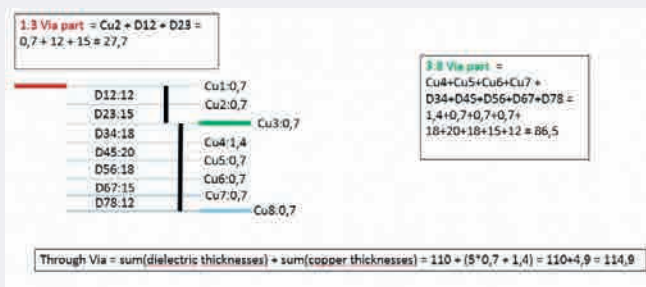 1.3 Via part = Cu2 + D12 + D23 =
0,7 + 12 + 15 = 27,7
3:8 Via part =
Cu4+Cu5+Cu6+Cu7 +
D34+D45+D56+D67+D78 =
1,4+0,7+0,7+0,7+
18+20+18+15+12 = 86,5
Cu1:0,7
D12:12
Cu2:0,7
D23:15
Cu3:0,7
D34:18
Cu4:1,4
D45:20
Cu5:0,7
D56:18
Cu6:0,7
D67:15
Cu7:0,7
D78:12
Cu8:0,7
Through Via = sum(dielectric thicknesses) + sum(copper thicknesses) = 110 + (5*0,7 + 1,4) = 110+4,9 = 114,9